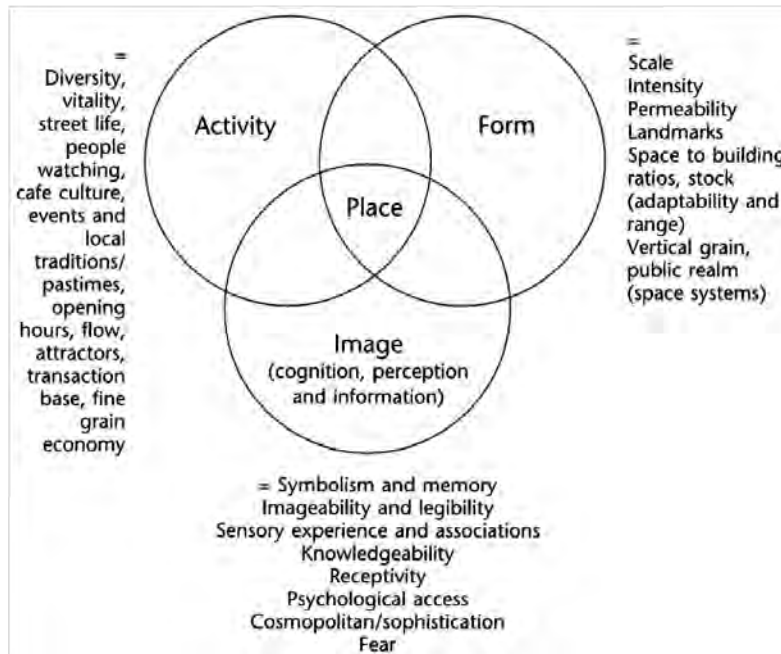 =
Diversity,
vitality,
street life,
people
watching,
cafe culture,
events and
local
traditions/
pastimes,
opening
hours, flow,
attractors,
transaction
base, fine
grain
economy
Activity
Form
Place
Image
(cognition, perception
and information)
=
Scale
Intensity
Permeability
Landmarks
Space to building
ratios, stock
(adaptability and
range)
Vertical grain,
public realm
(space systems)
= Symbolism and memory
Imageability and legibility
Sensory experience and associations
Knowledgeability
Receptivity
Psychological access
Cosmopolitan/sophistication
Fear